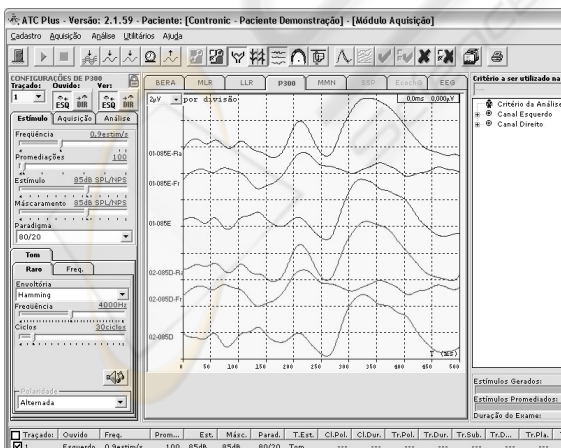 ATC Plus - Versão: 2.1.59 - Paciente: [Contronic - Paciente Demonstração] - [Módulo Aquisição]
Cadastro Aquisição Análise Utilitários Ajuda
CONFIGURAÇÕES DE P300
Traçado: Ouvido: Ver:
1 ESQ DIR ESQ DIR
Estímulo Aquisição Análise
Freqüência 0.9estim/s
Promediações 100
Estímulo 85dB SPL/NPS
Máscaramento 85dB SPL/NPS
Paradigma
80/20
Tom
Raro Freq.
Envoltória
Hamming
Freqüência 4000Hz
Ciclos 30ciclos
Polaridade
Alternada
BERA MLR LLR P300 MMN SSP EcochG EEG
2µV por divisão
0,0ms 0,000µV
01-085E-Ra
01-085E-Fr
01-085E
02-085D-Ra
02-085D-Fr
02-085D
T (ms)
0 50 100 150 200 250 300 350 400 450 500
Critério a ser utilizado na
Critério da Análise
Canal Esquerdo
Canal Direito
Estímulos Gerados:
Estímulos Promediados:
Duração do Exame:
Traçado: Ouvido Freq. Prom... Est. Másc. Parad. T.Est. Cl.Pol. Cl.Dur. Tr.Pol. Tr.Dur. Tr.Sub. Tr.D... Tr.Pla.
1 Esquerdo 0.9estim/s 100 85dB 85dB 80/20 Tom --- --- --- --- --- --- ---